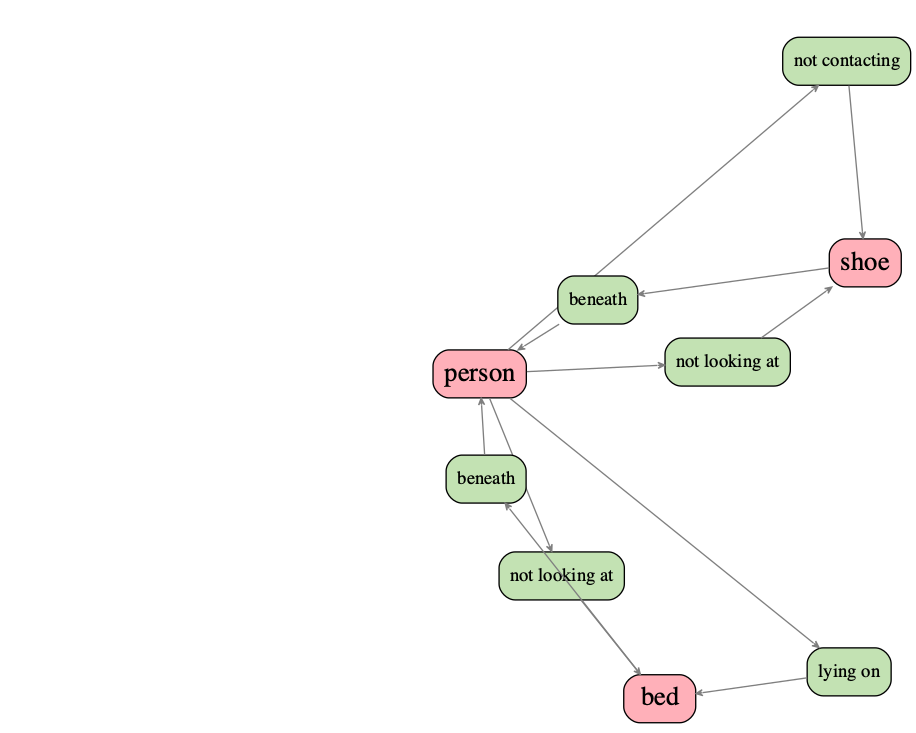 not contacting
shoe
beneath
not looking at
person
beneath
not looking at
lying on
bed